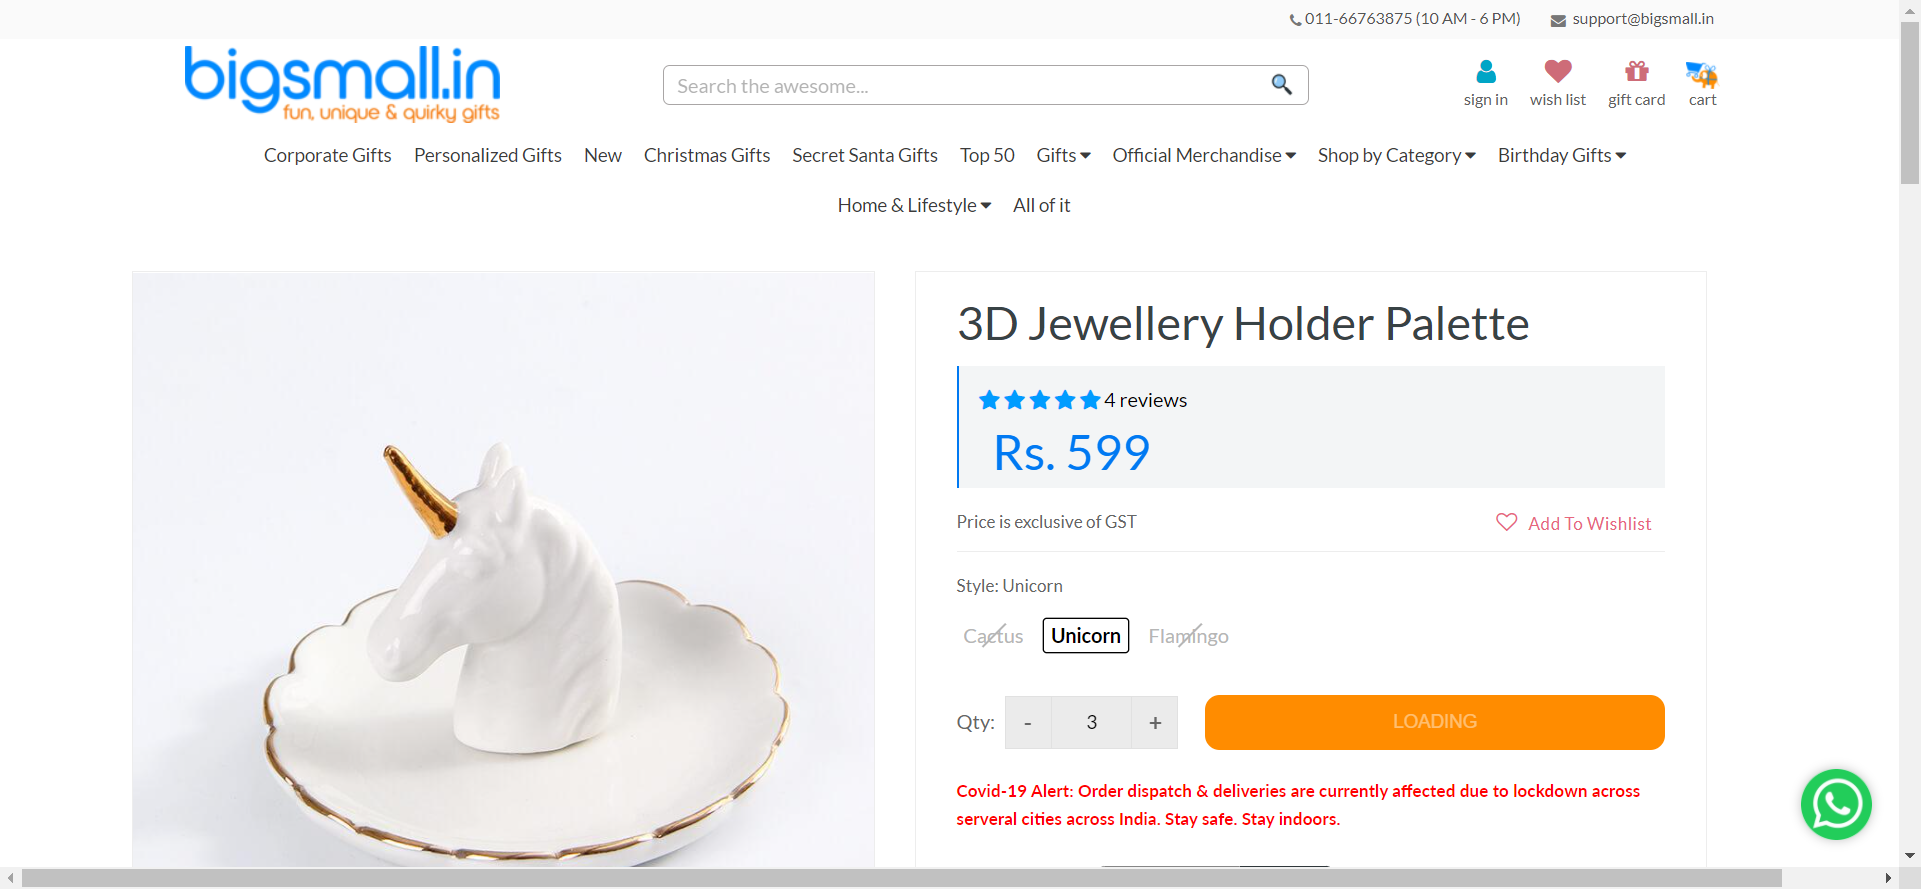 011-66763875 (10 AM - 6 PM) support@bigsmall.in
bigsmall.in
fun, unique & quirky gifts
Search the awesome...
sign in wish list gift card cart
Corporate Gifts Personalized Gifts New Christmas Gifts Secret Santa Gifts Top 50 Gifts Official Merchandise Shop by Category Birthday Gifts
Home & Lifestyle All of it
3D Jewellery Holder Palette
4 reviews
Rs. 599
Price is exclusive of GST Add To Wishlist
Style: Unicorn
Cactus Unicorn Flamingo
Qty: - 3 + LOADING
Covid-19 Alert: Order dispatch & deliveries are currently affected due to lockdown across
serveral cities across India. Stay safe. Stay indoors.